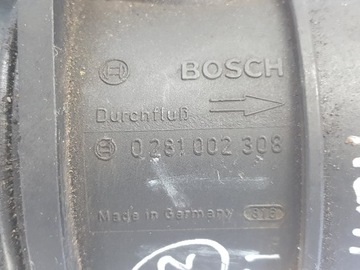 BOSCH
Durchfluß
0 281 002 308
Made in Germany